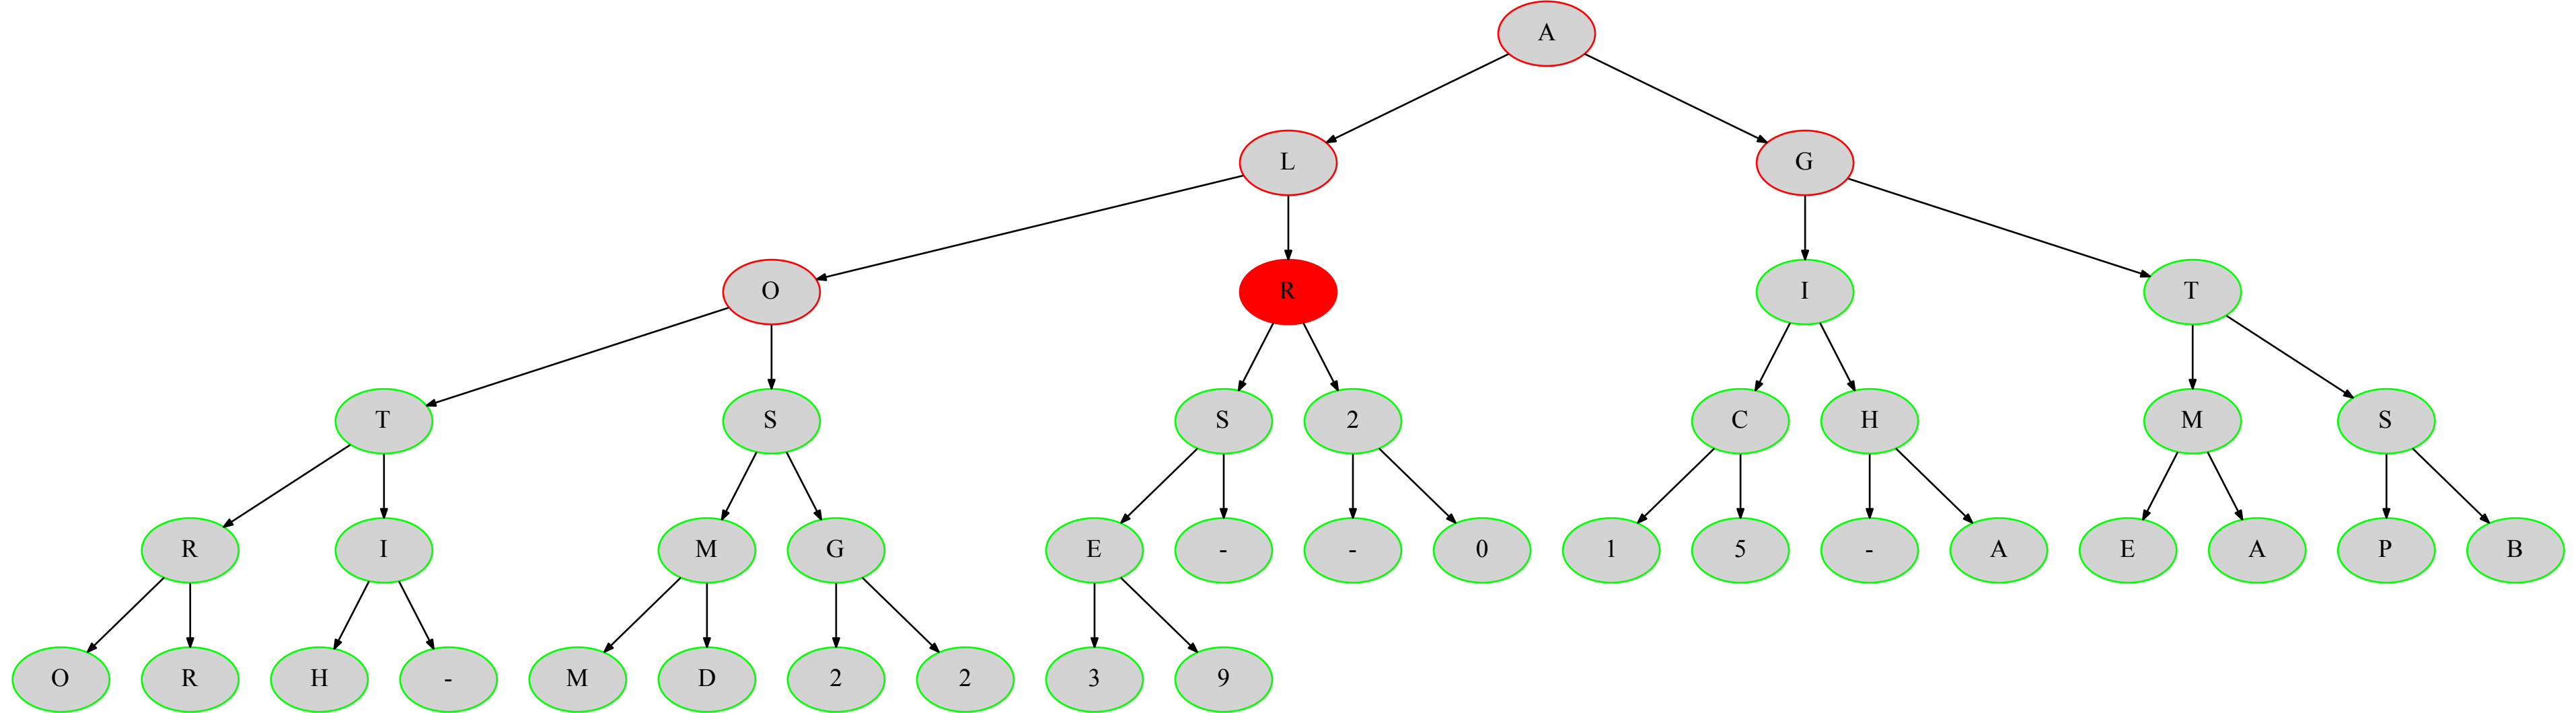 A
L G
O R I T
T S S 2 C H M S
R I M G E - - 0 1 5 - A E A P B
O R H - M D 2 2 3 9